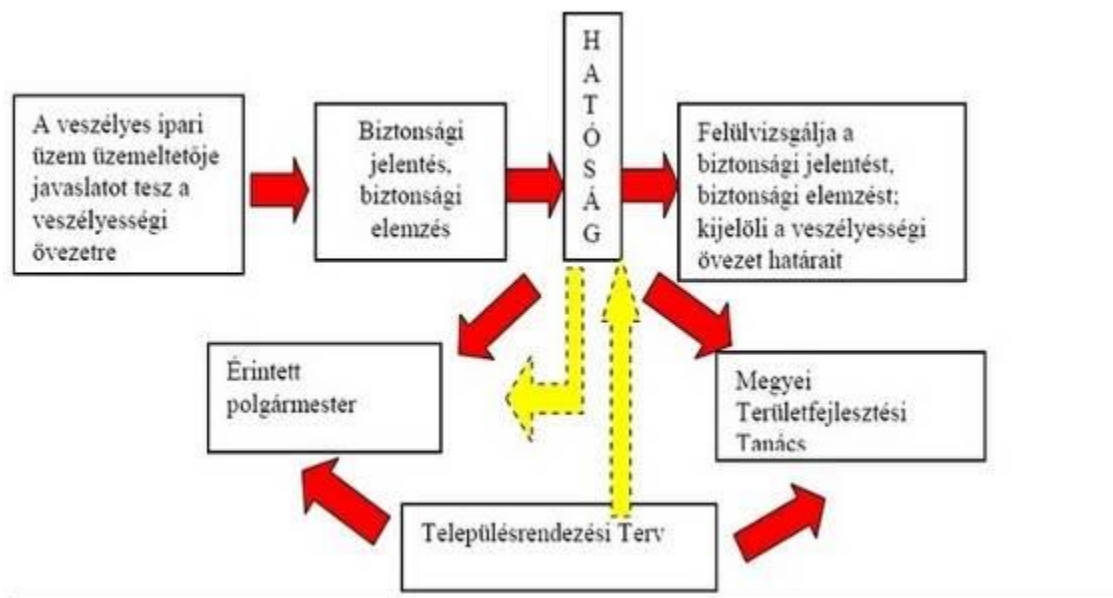 A veszélyes ipari
üzem üzemeltetője
javaslatot tesz a
veszélyességi
övezetre
Biztonsági
jelentés,
biztonsági
elemzés
H
A
T
Ó
S
Á
G
Felülvizsgálja a
biztonsági jelentést,
biztonsági elemzést;
kijelöli a veszélyességi
övezet határait
Érintett
polgármester
Megyei
Területfejlesztési
Tanács
Településrendezési Terv